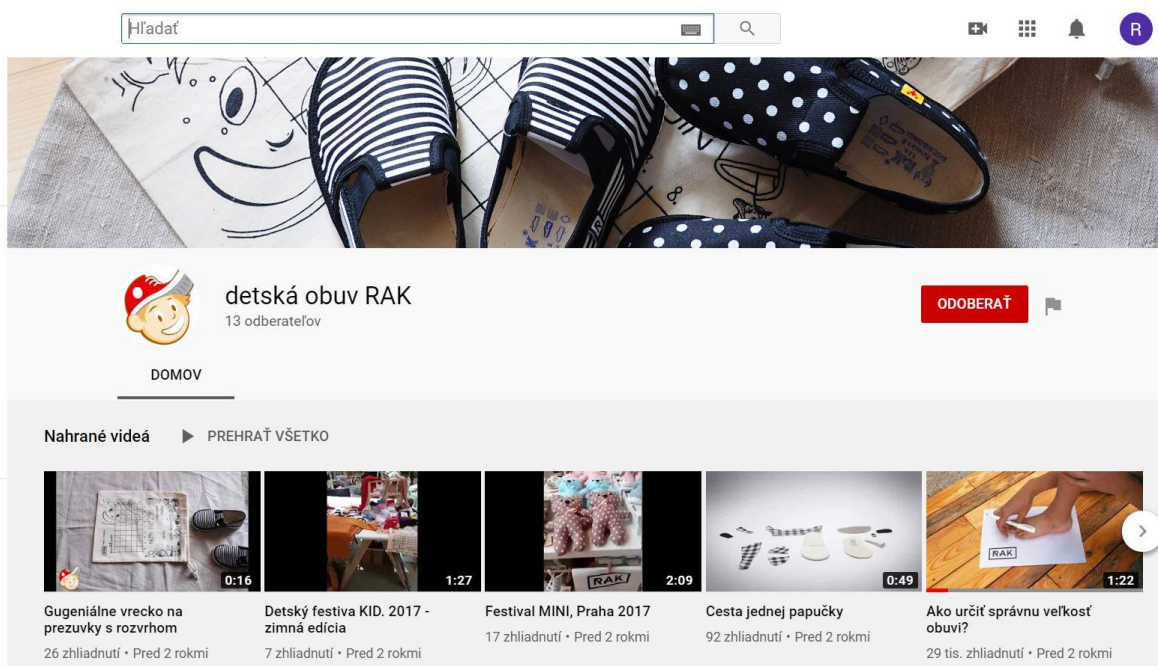 Hľadať
R
detská obuv RAK
13 odberateľov
ODOBERAŤ
DOMOV
Nahrané videá
PREHRAŤ VŠETKO
0:16
1:27
RAK
2:09
0:49
RAK
1:22
Gugeniálne vrecko na
prezuvky s rozvrhom
26 zhliadnutí • Pred 2 rokmi
Detský festiva KID. 2017 -
zimná edícia
7 zhliadnutí • Pred 2 rokmi
Festival MINI, Praha 2017
17 zhliadnutí • Pred 2 rokmi
Cesta jednej papučky
92 zhliadnutí • Pred 2 rokmi
Ako určiť správnu veľkosť
obuvi?
29 tis. zhliadnutí • Pred 2 rokmi